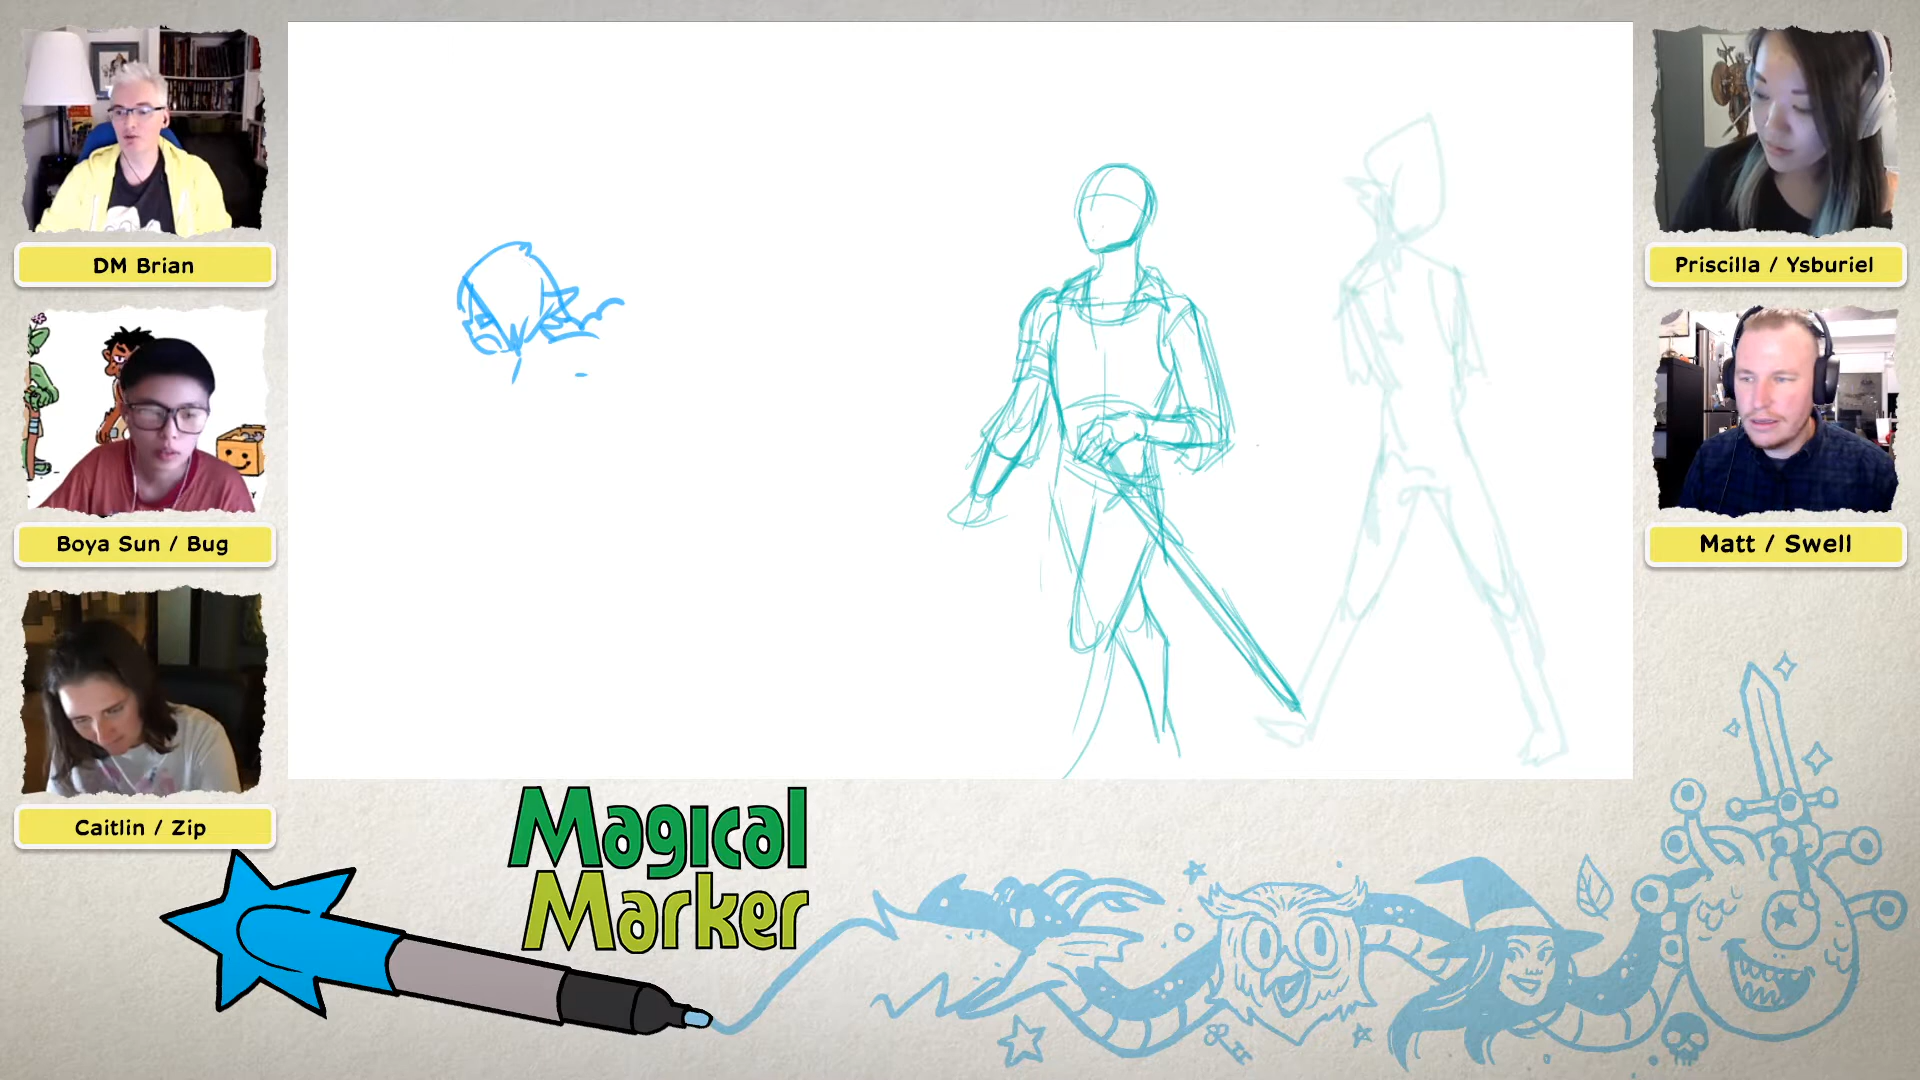 DM Brian
Priscilla / Ysburiel
Boya Sun / Bug
Matt / Swell
Caitlin / Zip
Magical
Marker